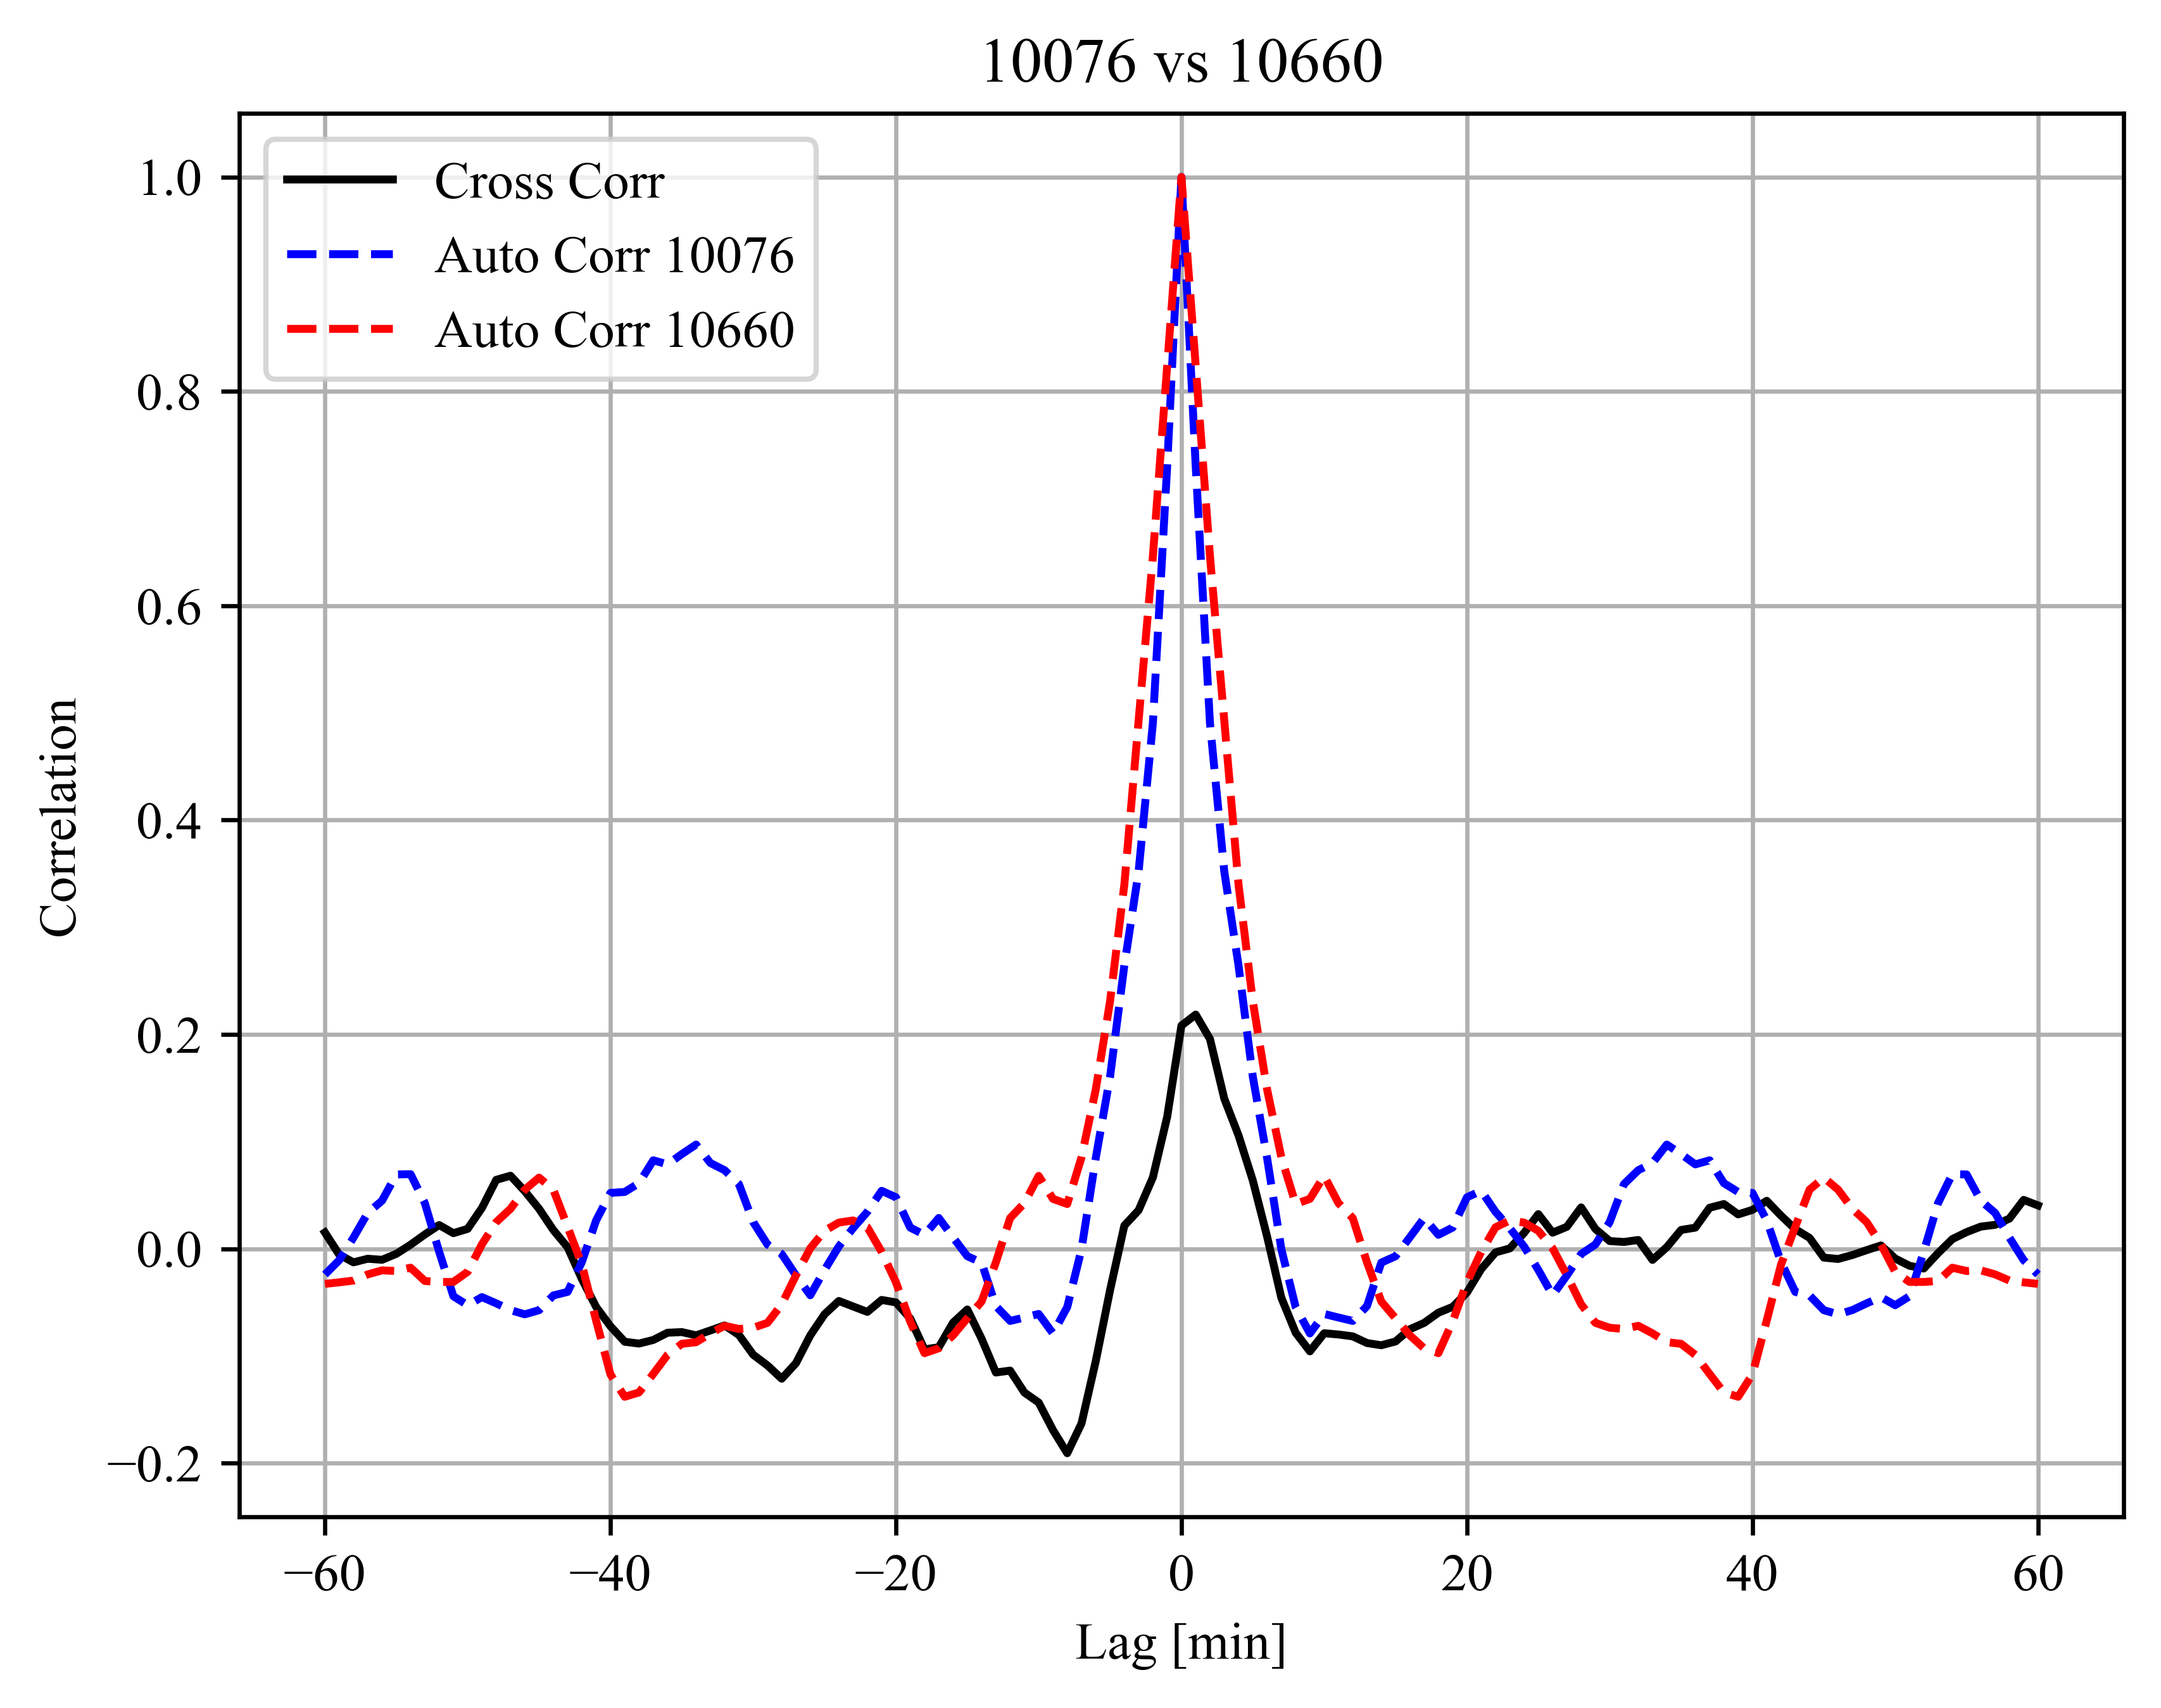 10076 vs 10660
Cross Corr
Auto Corr 10076
Auto Corr 10660
1.0
0.8
0.6
0.4
0.2
0.0
−0.2
Correlation
−60 −40 −20 0 20 40 60
Lag [min]